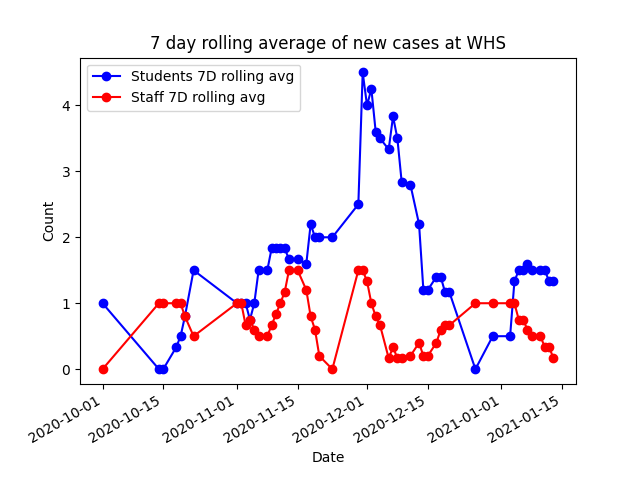 7 day rolling average of new cases at WHS
Students 7D rolling avg
Staff 7D rolling avg
Count
4
3
2
1
0
2020-10-01
2020-10-15
2020-11-01
2020-11-15
2020-12-01
2020-12-15
2021-01-01
2021-01-15
Date